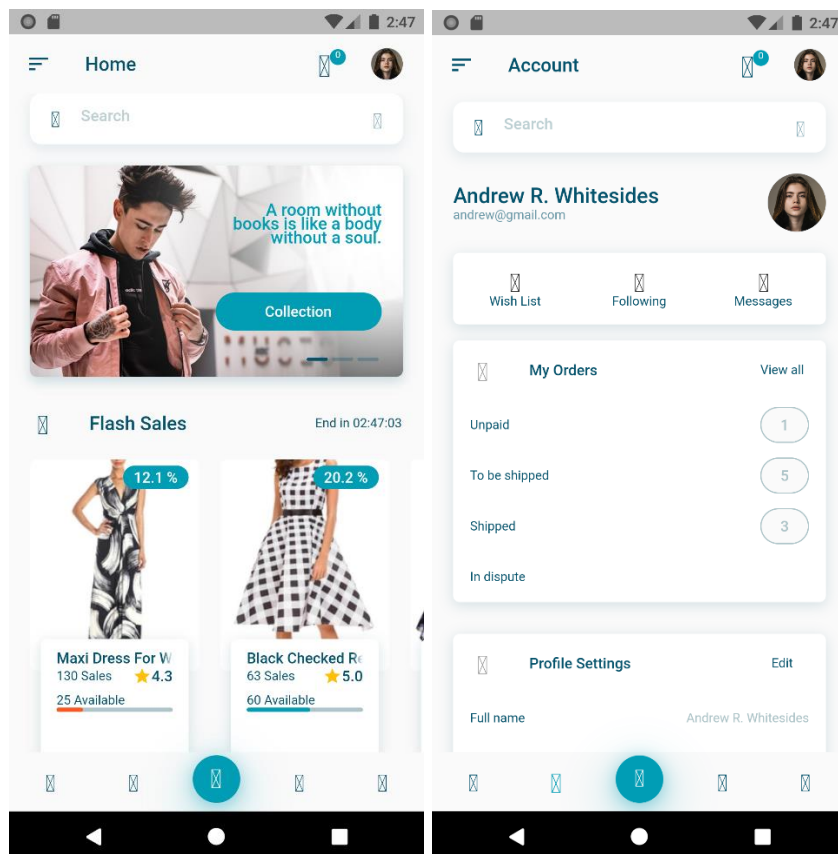 2:47
Home
0
Search
A room without
books is like a body
without a soul.
Collection
Flash Sales
End in 02:47:03
12.1 %
20.2 %
Maxi Dress For W
130 Sales
4.3
25 Available
Black Checked Re
63 Sales
5.0
60 Available
2:47
Account
0
Search
Andrew R. Whitesides
andrew@gmail.com
Wish List
Following
Messages
My Orders
View all
Unpaid
1
To be shipped
5
Shipped
3
In dispute
Profile Settings
Edit
Full name
Andrew R. Whitesides